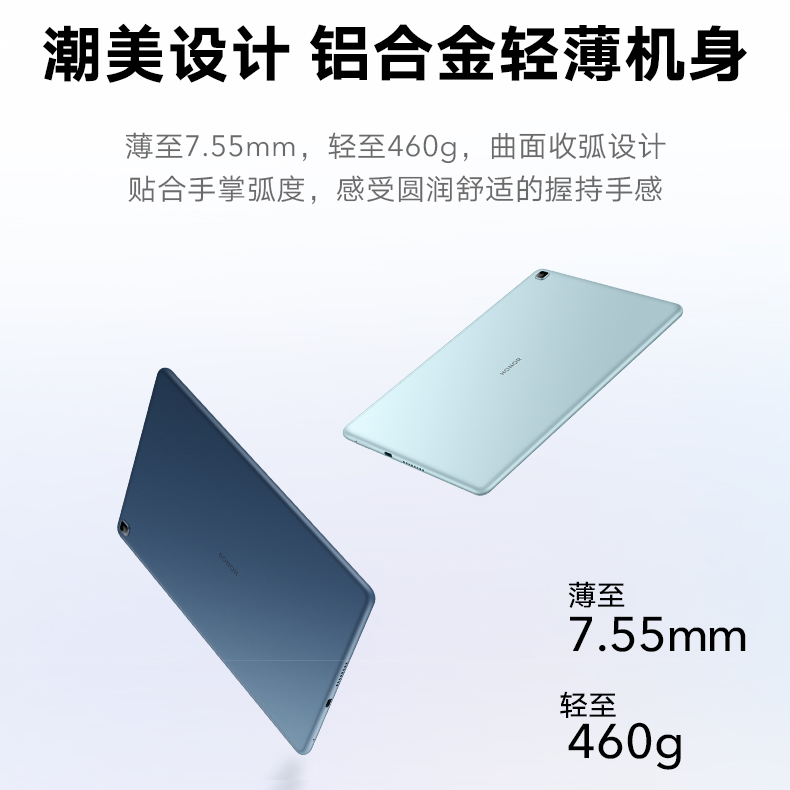 潮美设计 铝合金轻薄机身
薄至7.55mm，轻至460g，曲面收弧设计
贴合手掌弧度，感受圆润舒适的握持手感
HONOR
HONOR
薄至
7.55mm
轻至
460g